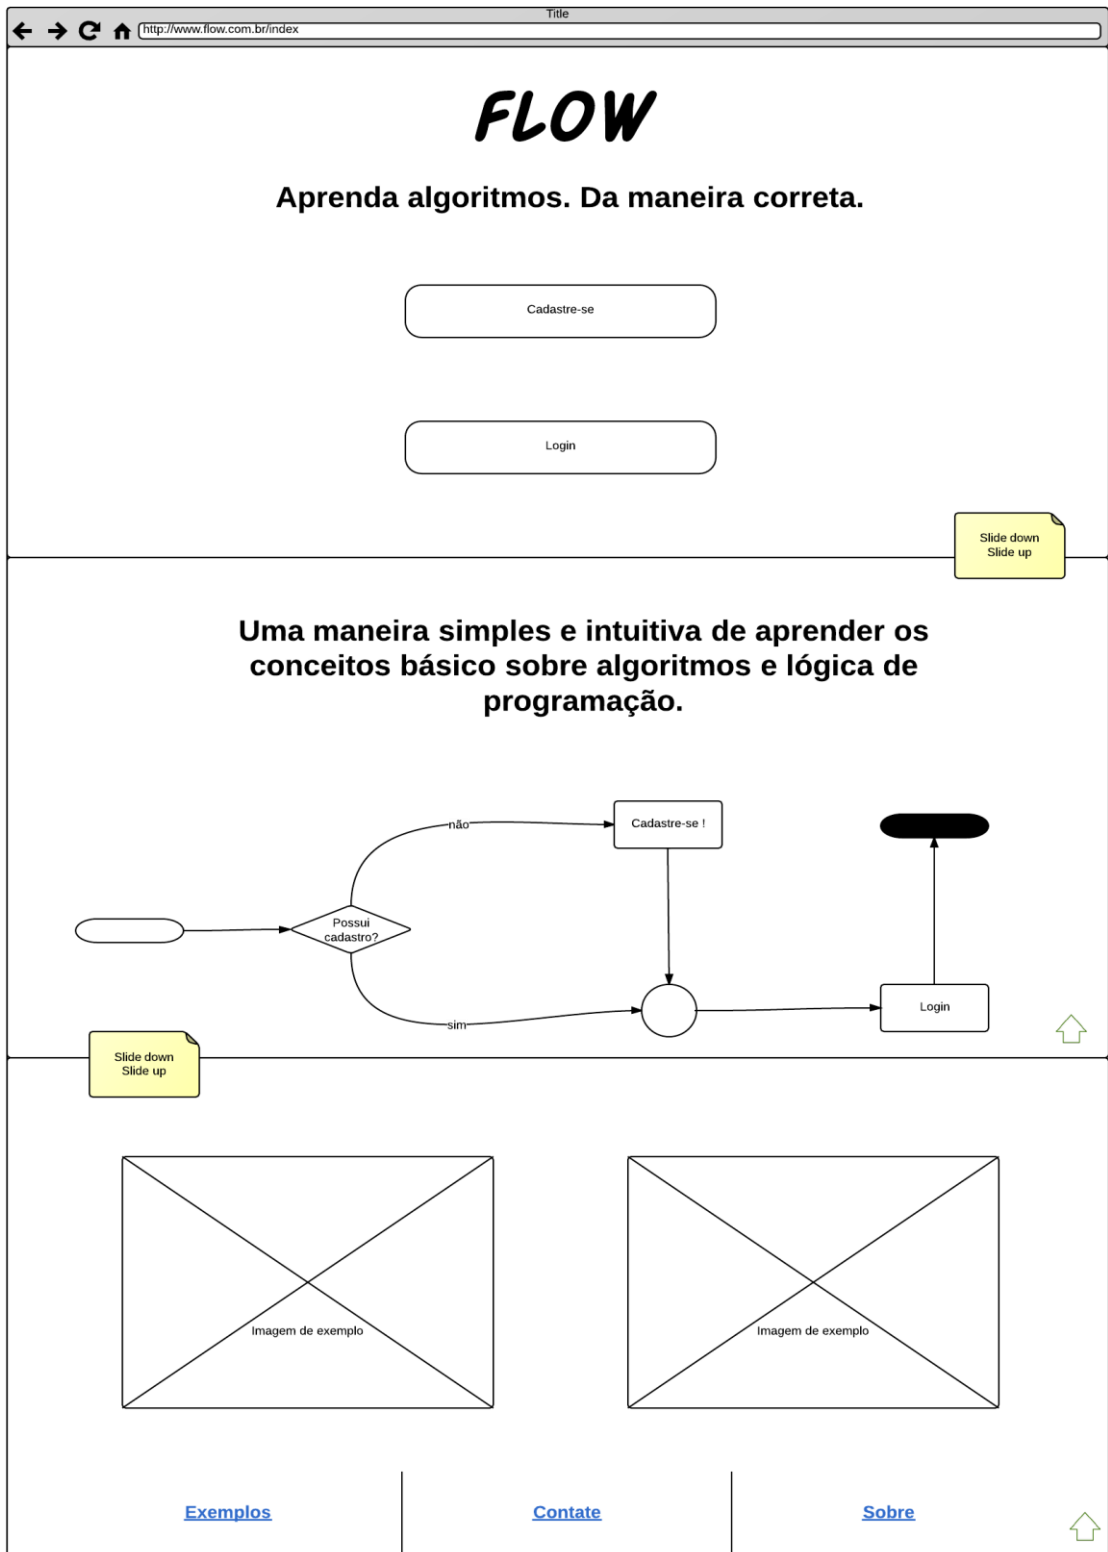 Title
http://www.flow.com.br/index
FLOW
Aprenda algoritmos. Da maneira correta.
Cadastre-se
Login
Slide down
Slide up
Uma maneira simples e intuitiva de aprender os
conceitos básico sobre algoritmos e lógica de
programação.
não
Cadastre-se !
Possui
cadastro?
sim
Login
Slide down
Slide up
Imagem de exemplo
Imagem de exemplo
Exemplos
Contate
Sobre